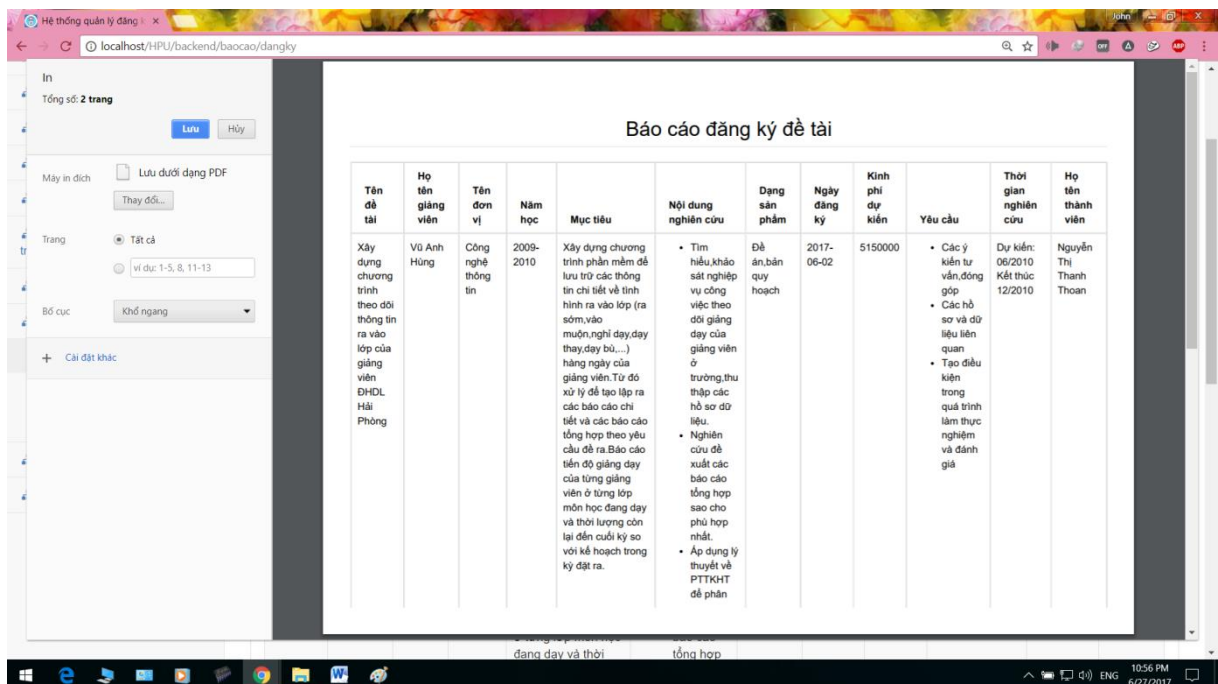 Hệ thống quản lý đăng k
John
localhost/HPU/backend/baocao/dangky
OFF
ABP
In
Tổng số: 2 trang
Lưu
Hủy
Máy in đích
Lưu dưới dạng PDF
Thay đổi...
Trang
Tất cả
ví dụ: 1-5, 8, 11-13
Bố cục
Khổ ngang
+ Cài đặt khác
Báo cáo đăng ký đề tài
Tên
đề
tài
Họ
tên
giảng
viên
Tên
đơn
vị
Năm
học
Mục tiêu
Nội dung
nghiên cứu
Dạng
sản
phẩm
Ngày
đăng
ký
Kinh
phí
dự
kiến
Yêu cầu
Thời
gian
nghiên
cứu
Họ
tên
thành
viên
Xây
dựng
chương
trình
theo dõi
thông tin
ra vào
lớp của
giảng
viên
ĐHDL
Hải
Phòng
Vũ Anh
Hùng
Công
nghệ
thông
tin
2009-
2010
Xây dựng chương
trình phần mềm để
lưu trữ các thông
tin chi tiết về tình
hình ra vào lớp (ra
sớm,vào
muộn,nghỉ dạy,dạy
thay,dạy bù,...)
hàng ngày của
giảng viên.Từ đó
xử lý để tạo lập ra
các báo cáo chi
tiết và các báo cáo
tổng hợp theo yêu
cầu đề ra.Báo cáo
tiến độ giảng dạy
của từng giảng
viên ở từng lớp
môn học đang dạy
và thời lượng còn
lại đến cuối kỳ so
với kế hoạch trong
kỳ đặt ra.
• Tìm
hiểu,khảo
sát nghiệp
vụ công
việc theo
dõi giảng
dạy của
giảng viên
ở
trường,thu
thập các
hồ sơ dữ
liệu.
• Nghiên
cứu đề
xuất các
báo cáo
tổng hợp
sao cho
phù hợp
nhất.
• Áp dụng lý
thuyết về
PTTKHT
để phân
Đề
án,bản
quy
hoạch
2017-
06-02
5150000
• Các ý
kiến tư
vấn,đóng
góp
• Các hồ
sơ và dữ
liệu liên
quan
• Tạo điều
kiện
trong
quá trình
làm thực
nghiệm
và đánh
giá
Dự kiến:
06/2010
Kết thúc
12/2010
Nguyễn
Thị
Thanh
Thoan
đang dạy và thời
tổng hợp
ENG
10:56 PM
6/27/2017